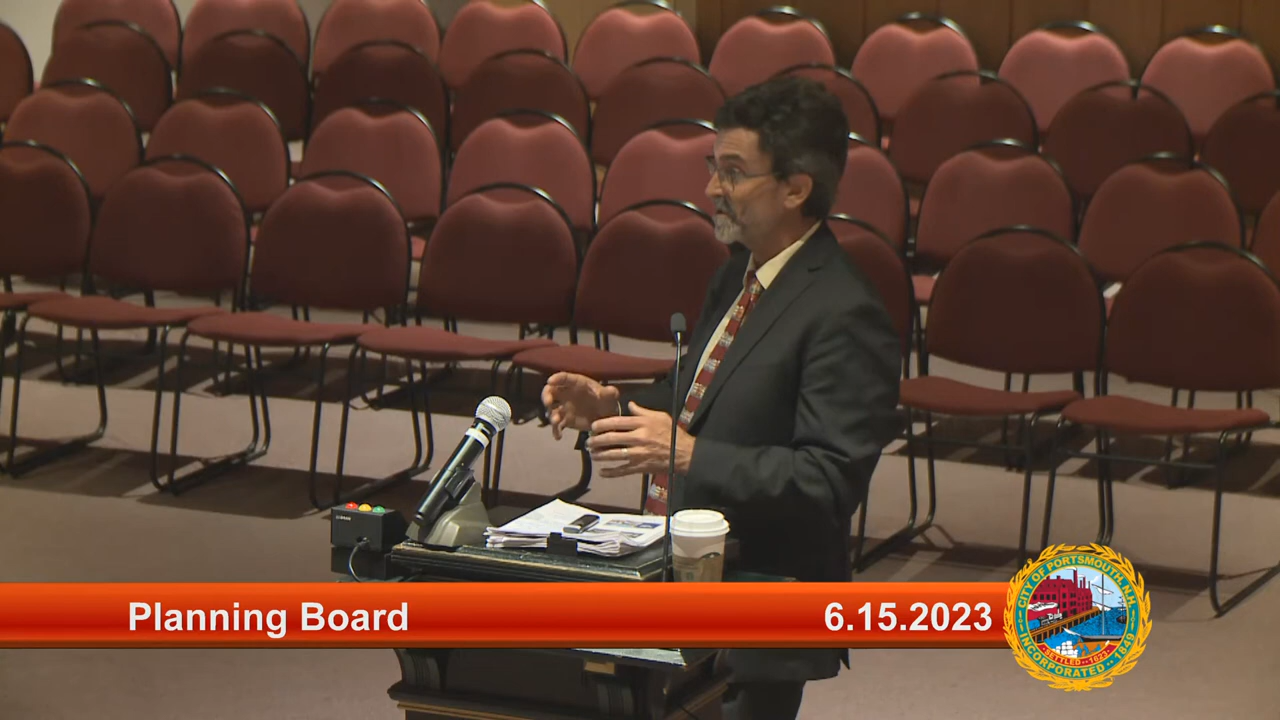 Planning Board
6.15.2023
CITY OF PORTSMOUTH, N.H.
SETTLED 1623
INCORPORATED 1849